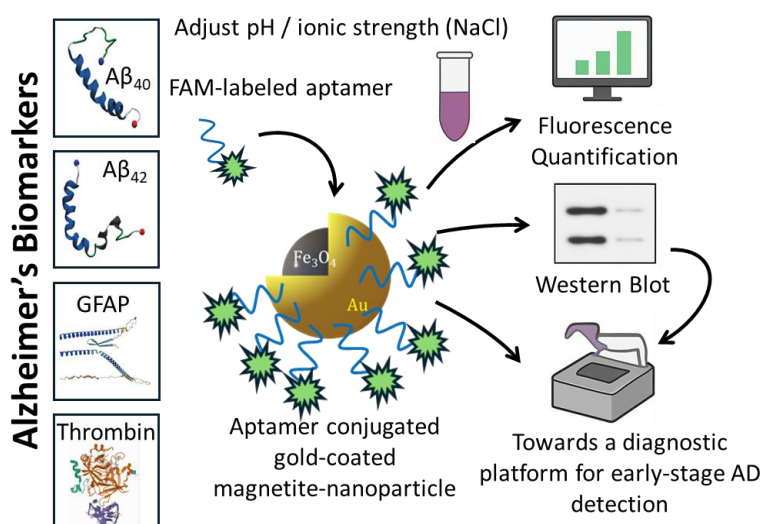 Alzheimer's Biomarkers
Aβ₄₀
Aβ₄₂
GFAP
Thrombin
Adjust pH / ionic strength (NaCl)
FAM-labeled aptamer
Fe₃O₄
Au
Aptamer conjugated
gold-coated
magnetite-nanoparticle
Fluorescence
Quantification
Western Blot
Towards a diagnostic
platform for early-stage AD
detection